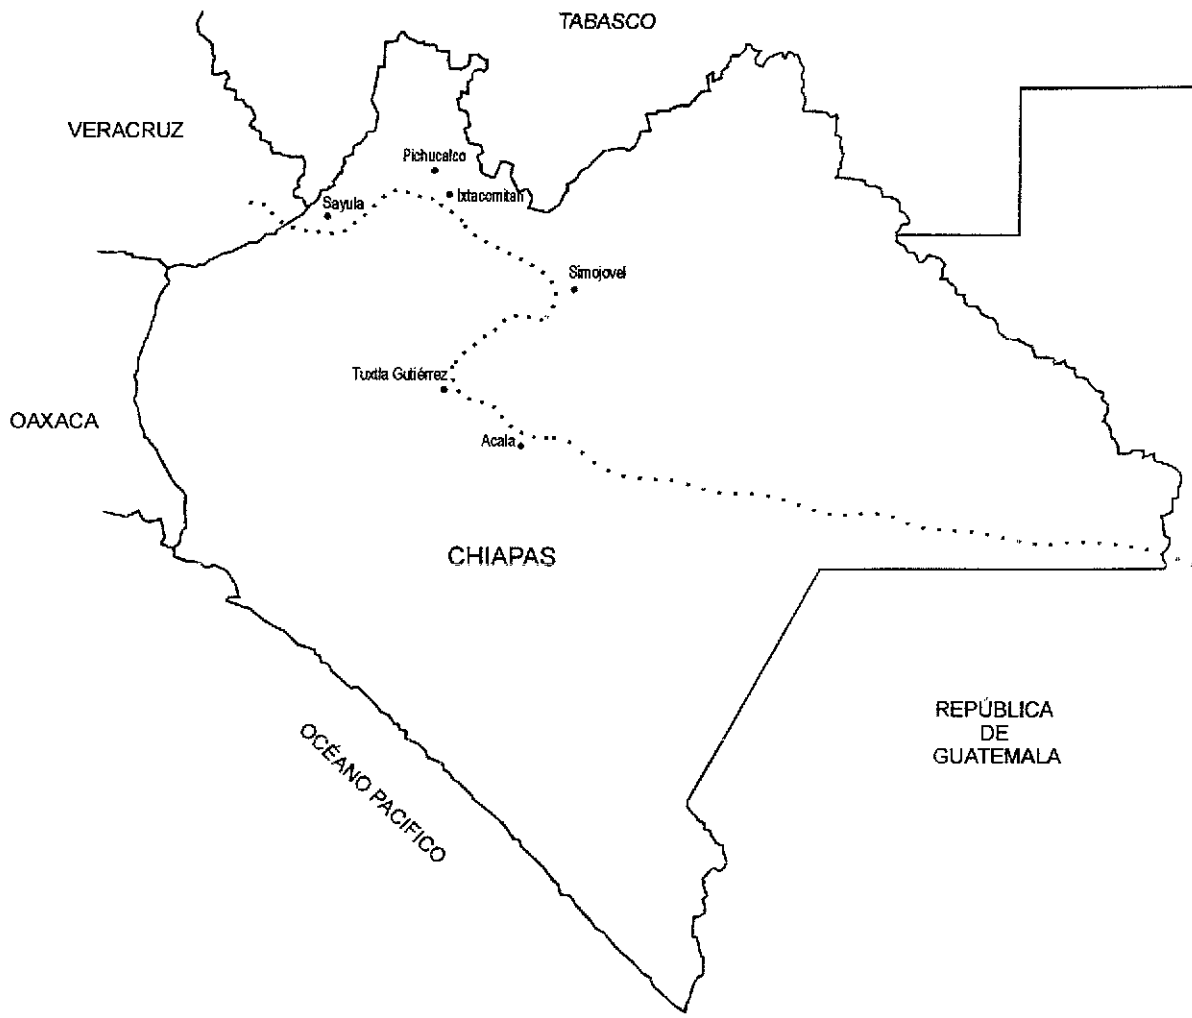 TABASCO
VERACRUZ
Pichucalco
Ixtacomitan
Sayula
Simojovel
Tuxtla Gutiérrez
OAXACA
Acala
CHIAPAS
REPÚBLICA
DE
GUATEMALA
OCÉANO PACIFICO